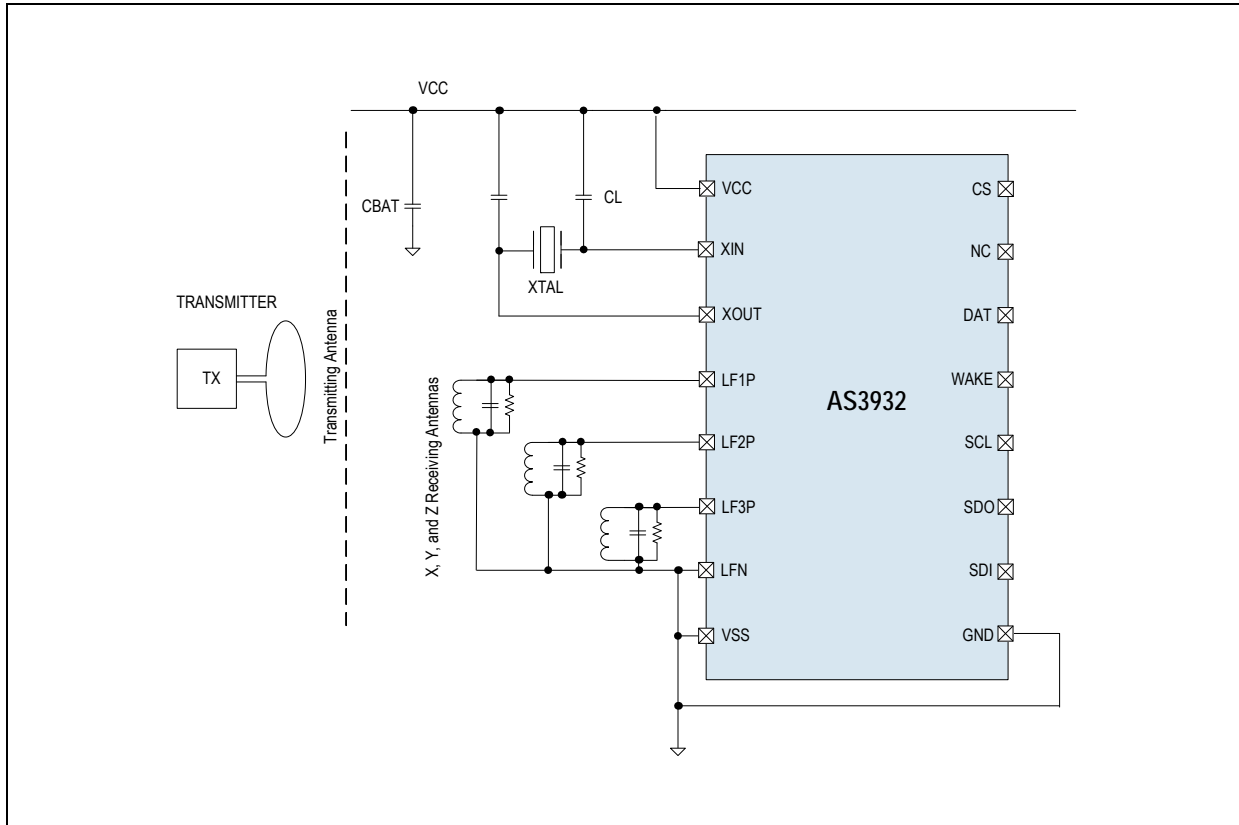 VCC
CBAT
CL
XTAL
TRANSMITTER
TX
Transmitting Antenna
X, Y, and Z Receiving Antennas
VCC
XIN
XOUT
LF1P
LF2P
LF3P
LFN
VSS
AS3932
CS
NC
DAT
WAKE
SCL
SDO
SDI
GND